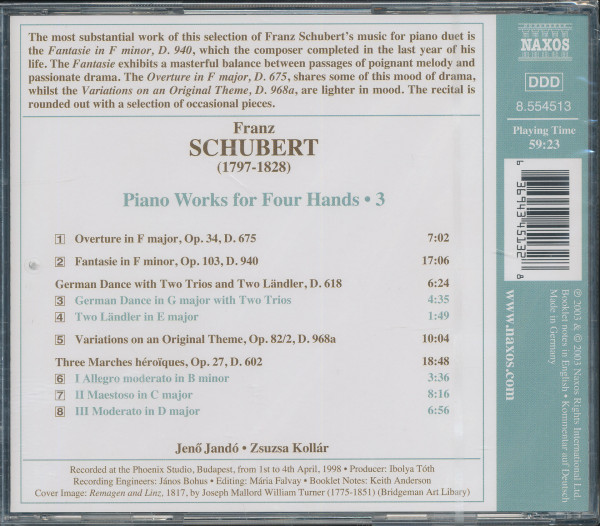 The most substantial work of this selection of Franz Schubert's music for piano duet is
the Fantasie in F minor, D. 940, which the composer completed in the last year of his
life. The Fantasie exhibits a masterful balance between passages of poignant melody and
passionate drama. The Overture in F major, D. 675, shares some of this mood of drama,
whilst the Variations on an Original Theme, D. 968a, are lighter in mood. The recital is
rounded out with a selection of occasional pieces.
Franz
SCHUBERT
(1797-1828)
Piano Works for Four Hands • 3
1 Overture in F major, Op. 34, D. 675 7:02
2 Fantasie in F minor, Op. 103, D. 940 17:06
German Dance with Two Trios and Two Ländler, D. 618 6:24
3 German Dance in G major with Two Trios 4:35
4 Two Ländler in E major 1:49
5 Variations on an Original Theme, Op. 82/2, D. 968a 10:04
Three Marches héroïques, Op. 27, D. 602 18:48
6 I Allegro moderato in B minor 3:36
7 II Maestoso in C major 8:16
8 III Moderato in D major 6:56
Jenő Jandó • Zsuzsa Kollár
Recorded at the Phoenix Studio, Budapest, from 1st to 4th April, 1998 • Producer: Ibolya Tóth
Recording Engineers: János Bohus • Editing: Mária Falvay • Booklet Notes: Keith Anderson
Cover Image: Remagen and Linz, 1817, by Joseph Mallord William Turner (1775-1851) (Bridgeman Art Libary)
NAXOS
DDD
8.554513
Playing Time
59:23
6 36943 45132 8
℗ 2003 & © 2003 Naxos Rights International Ltd.
Booklet notes in English • Kommentar auf Deutsch
Made in Germany
www.naxos.com